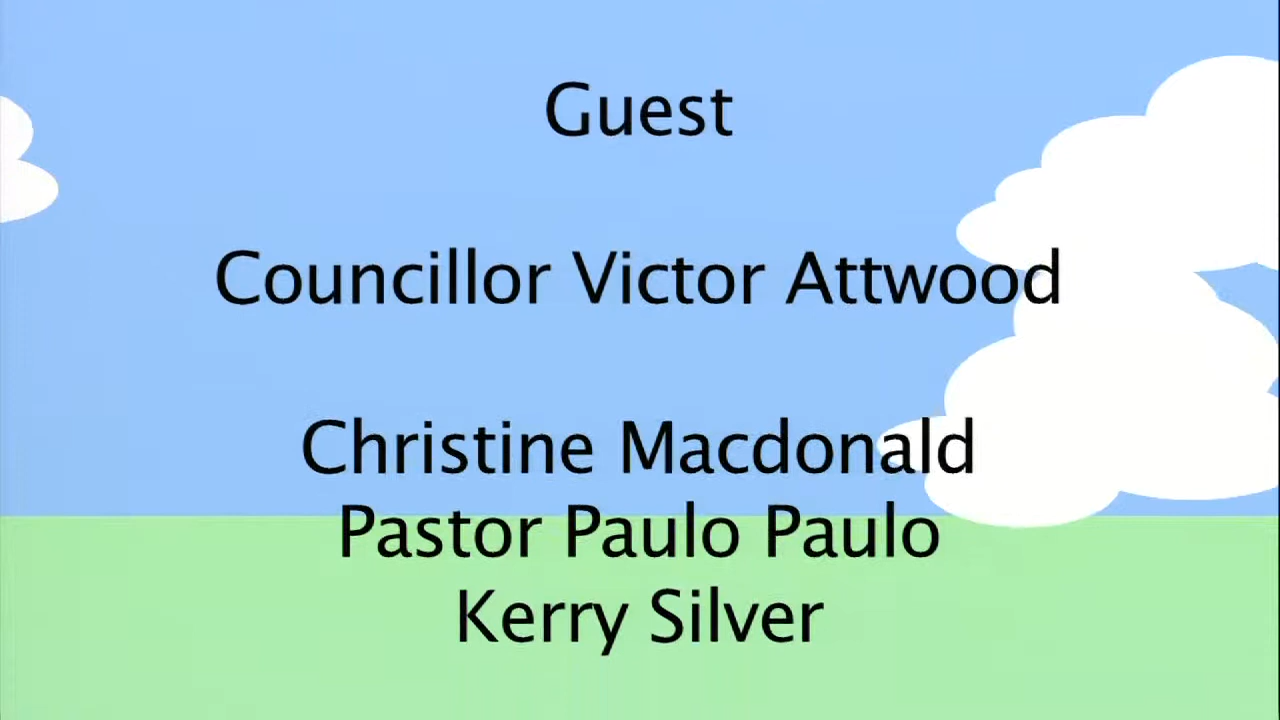 Guest
Councillor Victor Attwood
Christine Macdonald
Pastor Paulo Paulo
Kerry Silver